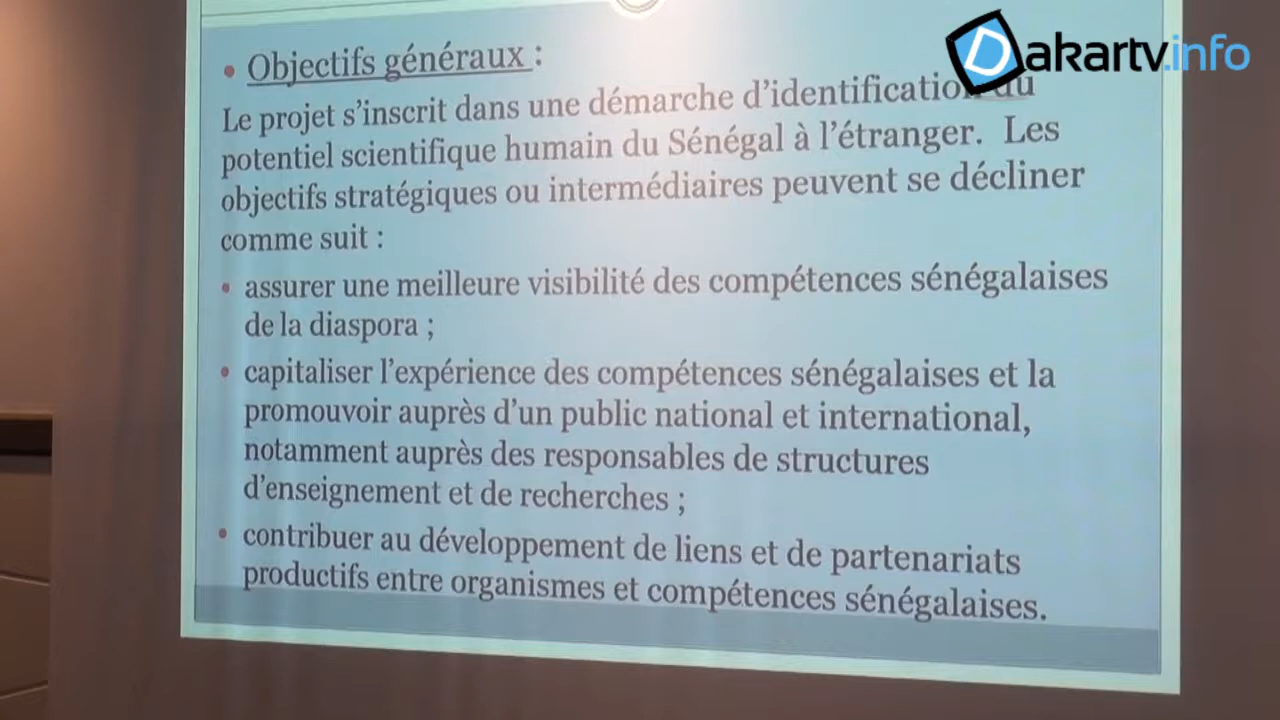 Dakartv.info
• Objectifs généraux :
Le projet s'inscrit dans une démarche d'identification du
potentiel scientifique humain du Sénégal à l'étranger. Les
objectifs stratégiques ou intermédiaires peuvent se décliner
comme suit :
• assurer une meilleure visibilité des compétences sénégalaises
de la diaspora ;
• capitaliser l'expérience des compétences sénégalaises et la
promouvoir auprès d'un public national et international,
notamment auprès des responsables de structures
d'enseignement et de recherches ;
• contribuer au développement de liens et de partenariats
productifs entre organismes et compétences sénégalaises.